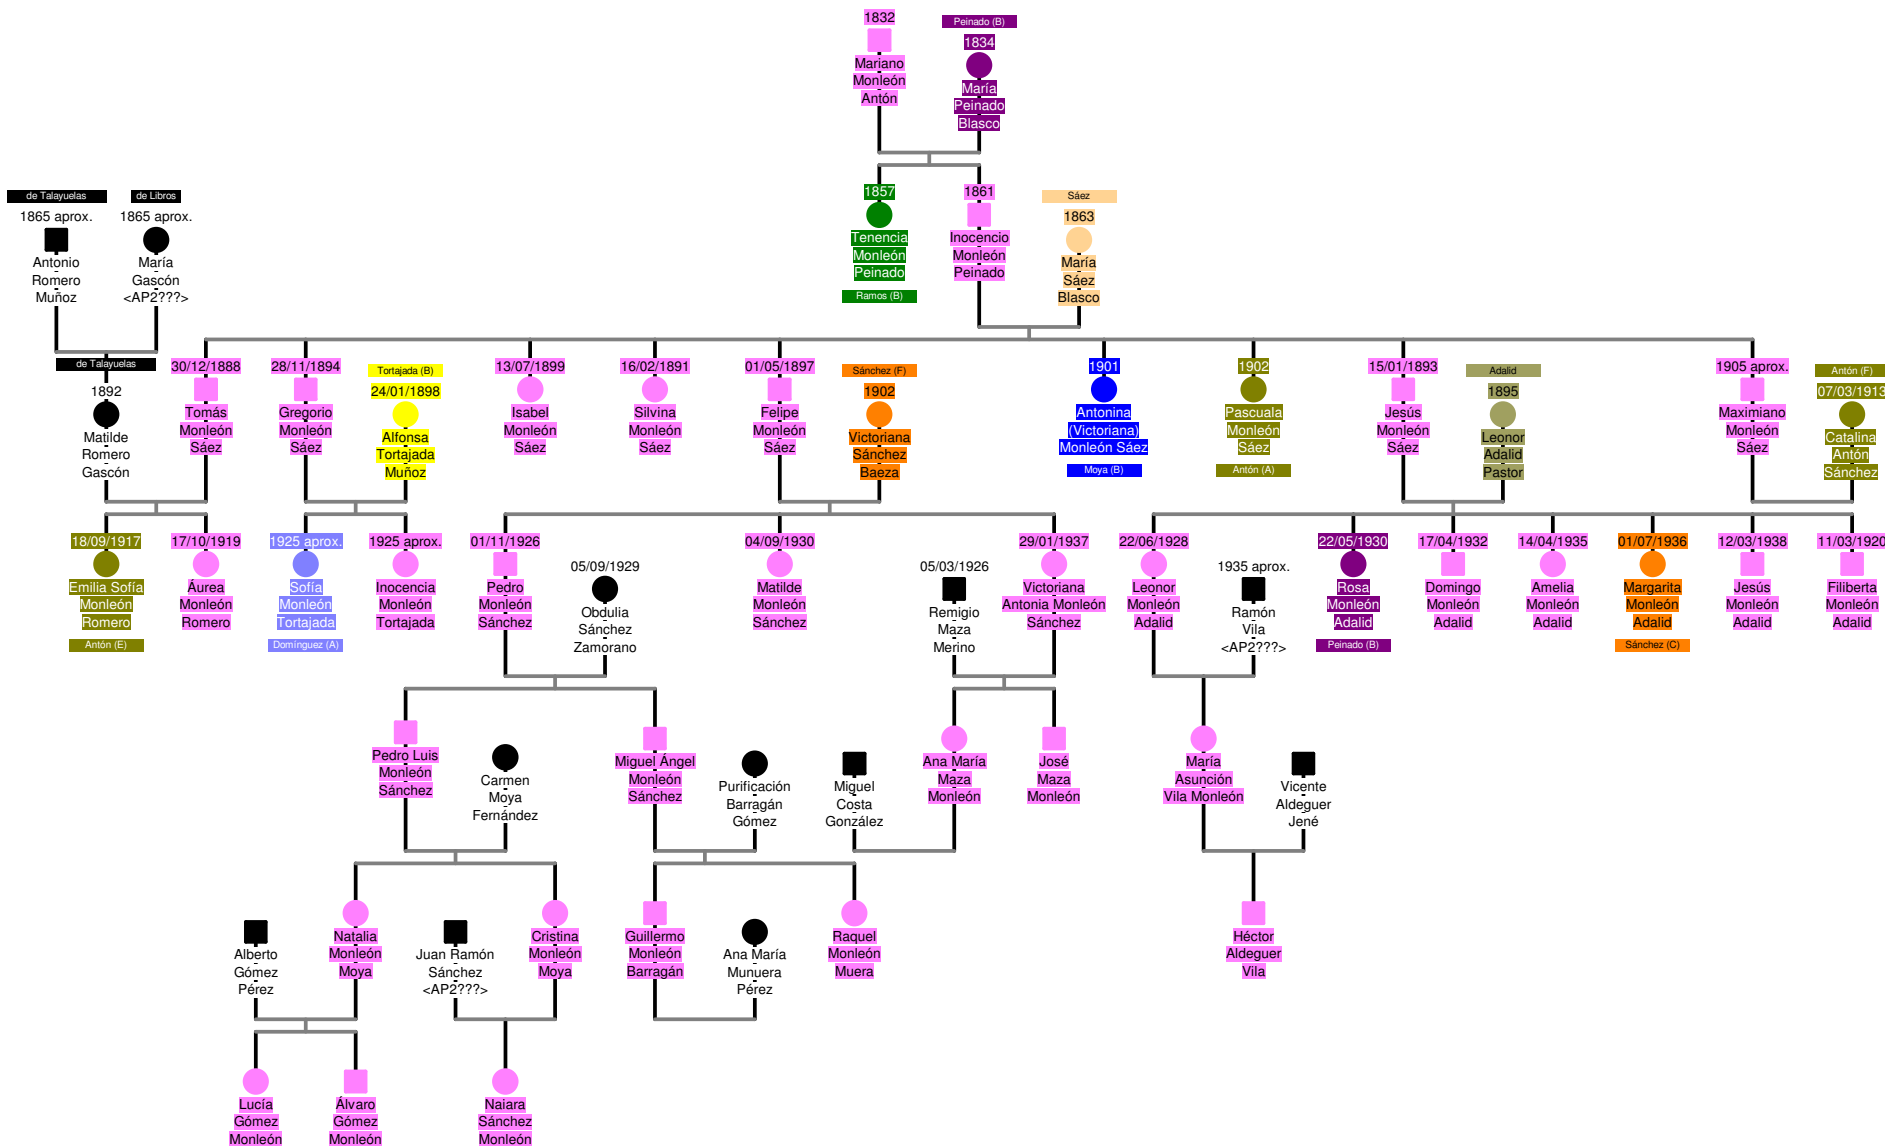 1832
Mariano
Monleón
Antón
Peinado (B)
1834
María
Peinado
Blasco
1857
Tenencia
Monleón
Peinado
Ramos (B)
1861
Inocencio
Monleón
Peinado
Sáez
1863
María
Sáez
Blasco
de Talayuelas
1865 aprox.
Antonio
Romero
Muñoz
de Libros
1865 aprox.
María
Gascón
<AP2???>
de Talayuelas
1892
Matilde
Romero
Gascón
30/12/1888
Tomás
Monleón
Sáez
28/11/1894
Gregorio
Monleón
Sáez
Tortajada (B)
24/01/1898
Alfonsa
Tortajada
Muñoz
13/07/1899
Isabel
Monleón
Sáez
16/02/1891
Silvina
Monleón
Sáez
01/05/1897
Felipe
Monleón
Sáez
Sánchez (F)
1902
Victoriana
Sánchez
Baeza
1901
Antonina
(Victoriana)
Monleón Sáez
Moya (B)
1902
Pascuala
Monleón
Sáez
Antón (A)
15/01/1893
Jesús
Monleón
Sáez
Adalid
1895
Leonor
Adalid
Pastor
1905 aprox.
Maximiano
Monleón
Sáez
Antón (F)
07/03/1913
Catalina
Antón
Sánchez
18/09/1917
Emilia Sofía
Monleón
Romero
Antón (E)
17/10/1919
Áurea
Monleón
Romero
1925 aprox.
Sofía
Monleón
Tortajada
Domínguez (A)
1925 aprox.
Inocencia
Monleón
Tortajada
01/11/1926
Pedro
Monleón
Sánchez
05/09/1929
Obdulia
Sánchez
Zamorano
04/09/1930
Matilde
Monleón
Sánchez
05/03/1926
Remigio
Maza
Merino
29/01/1937
Victoriana
Antonia Monleón
Sánchez
22/06/1928
Leonor
Monleón
Adalid
1935 aprox.
Ramón
Vila
<AP2???>
22/05/1930
Rosa
Monleón
Adalid
Peinado (B)
17/04/1932
Domingo
Monleón
Adalid
14/04/1935
Amelia
Monleón
Adalid
01/07/1936
Margarita
Monleón
Adalid
Sánchez (C)
12/03/1938
Jesús
Monleón
Adalid
11/03/1920
Filiberta
Monleón
Adalid
Pedro Luis
Monleón
Sánchez
Carmen
Moya
Fernández
Miguel Ángel
Monleón
Sánchez
Purificación
Barragán
Gómez
Miguel
Costa
González
Ana María
Maza
Monleón
José
Maza
Monleón
María
Asunción
Vila Monleón
Vicente
Aldeguer
Jené
Alberto
Gómez
Pérez
Natalia
Monleón
Moya
Juan Ramón
Sánchez
<AP2???>
Cristina
Monleón
Moya
Guillermo
Monleón
Barragán
Ana María
Munuera
Pérez
Raquel
Monleón
Muera
Héctor
Aldeguer
Vila
Lucía
Gómez
Monleón
Álvaro
Gómez
Monleón
Naiara
Sánchez
Monleón